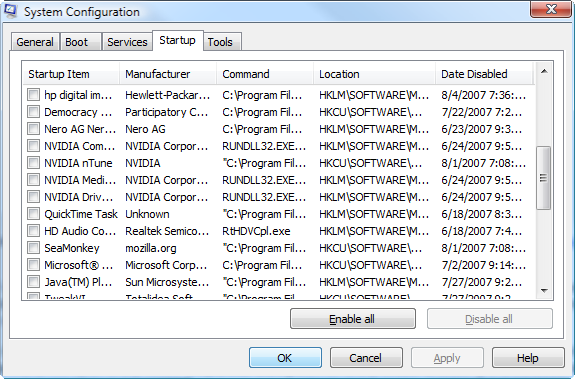 System Configuration
General Boot Services Startup Tools
Startup Item Manufacturer Command Location Date Disabled
hp digital im... Hewlett-Packar... C:\Program Fil... HKLM\SOFTWARE\M... 8/4/2007 7:36:...
Democracy ... Participatory C... C:\Program Fil... HKCU\SOFTWARE\... 7/22/2007 7:2...
Nero AG Ner... Nero AG C:\Program Fil... HKLM\SOFTWARE\M... 6/23/2007 9:3...
NVIDIA Com... NVIDIA Corpor... RUNDLL32.EXE... HKLM\SOFTWARE\M... 6/24/2007 9:5...
NVIDIA nTune NVIDIA "C:\Program Fil... HKCU\SOFTWARE\... 8/1/2007 7:08:...
NVIDIA Medi... NVIDIA Corpor... RUNDLL32.EXE... HKLM\SOFTWARE\M... 6/24/2007 9:5...
NVIDIA Driv... NVIDIA Corpor... RUNDLL32.EXE... HKLM\SOFTWARE\M... 6/24/2007 9:5...
QuickTime Task Unknown "C:\Program Fil... HKLM\SOFTWARE\M... 6/18/2007 8:3...
HD Audio Co... Realtek Semico... RtHDVCpl.exe HKLM\SOFTWARE\M... 6/18/2007 7:4...
SeaMonkey mozilla.org "C:\Program Fil... HKCU\SOFTWARE\... 8/1/2007 7:08:...
Microsoft® ... Microsoft Corp... "C:\Program Fil... HKCU\SOFTWARE\... 7/2/2007 9:14:...
Java(TM) Pl... Sun Microsyste... "C:\Program Fil... HKLM\SOFTWARE\M... 7/27/2007 9:2...
TweakVI Totalidea Soft... "C:\Program Fil... HKCU\SOFTWARE\... 7/27/2007 9:2...
Enable all Disable all
OK Cancel Apply Help